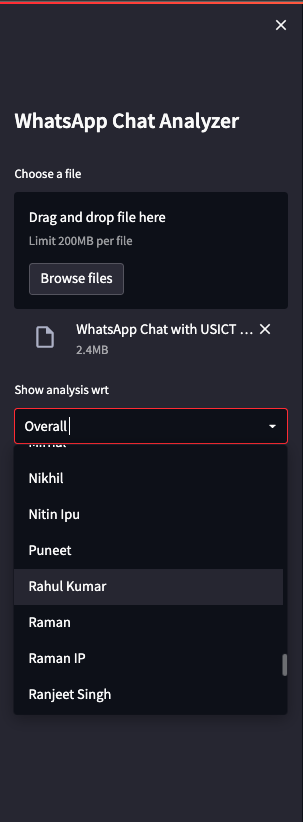 WhatsApp Chat Analyzer
Choose a file
Drag and drop file here
Limit 200MB per file
Browse files
WhatsApp Chat with USICT ...
2.4MB
Show analysis wrt
Overall
Nikhil
Nitin Ipu
Puneet
Rahul Kumar
Raman
Raman IP
Ranjeet Singh